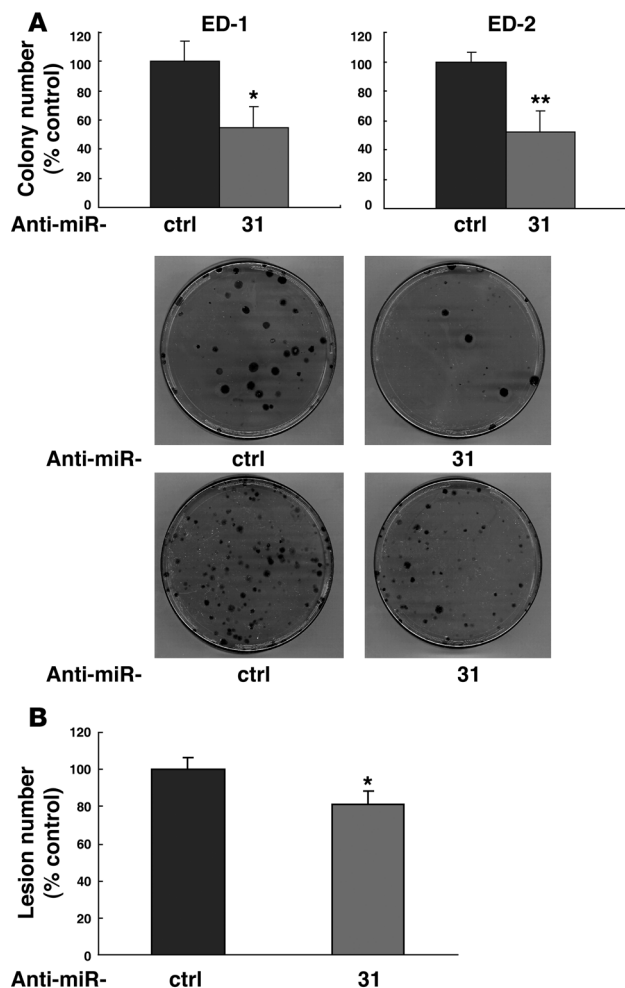 A
ED-1
ED-2
Colony number
(% control)
120
100
80
60
40
20
0
*
120
100
80
60
40
20
0
**
Anti-miR-
ctrl
31
ctrl
31
Anti-miR-
ctrl
31
Anti-miR-
ctrl
31
B
Lesion number
(% control)
120
100
80
60
40
20
0
*
Anti-miR-
ctrl
31